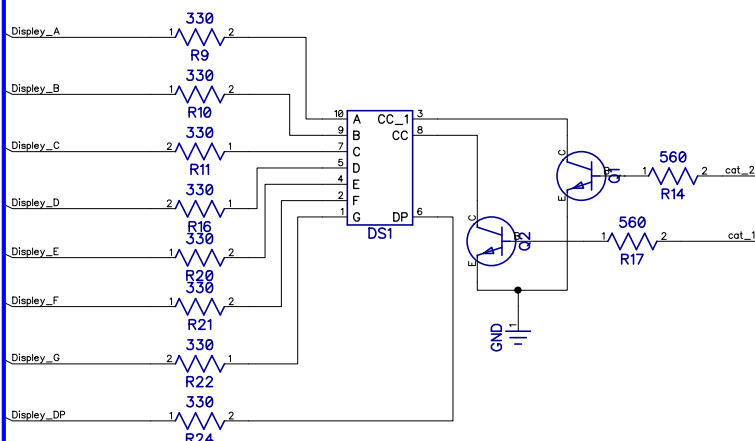 330
Displey_A
1
2
R9
330
Displey_B
1
2
R10
330
Displey_C
2
1
R11
330
Displey_D
2
1
R16
330
Displey_E
1
2
R20
330
Displey_F
1
2
R21
330
Displey_G
2
1
R22
330
Displey_DP
1
2
R24
10 A CC_1 3
9 B CC 8
7 C
5 D
4 E
2 F
1 G DP 6
DS1
C
B
E
Q1
560
1
2
R14
cat_2
C
B
E
Q2
560
1
2
R17
cat_1
1
GND